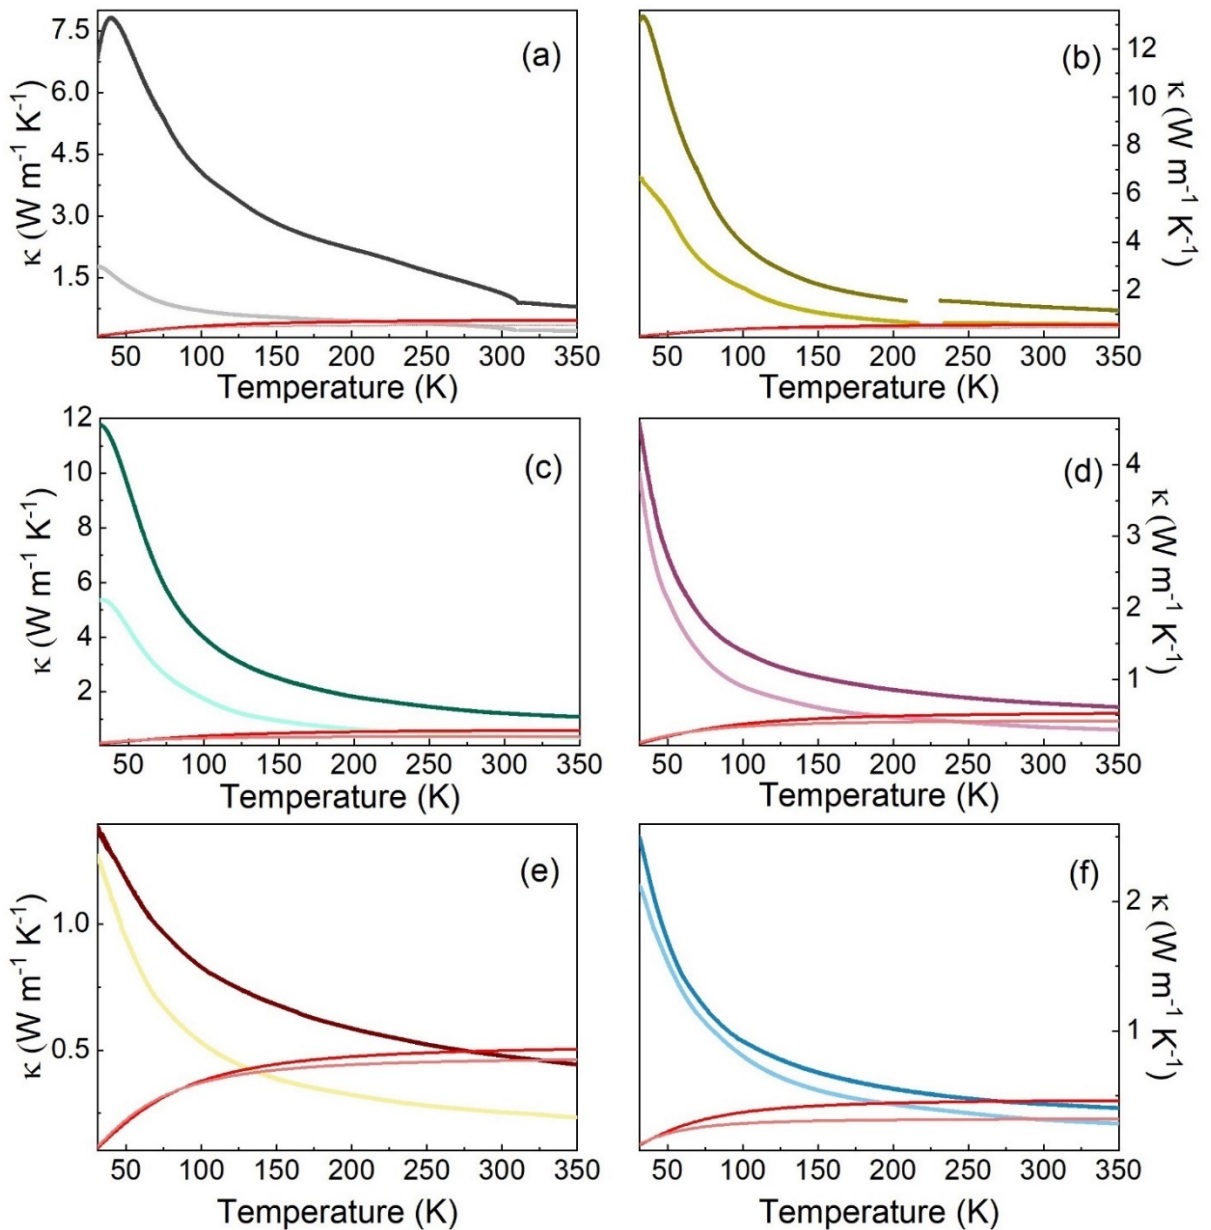 (a)
κ (W m⁻¹ K⁻¹)
7.5
6.0
4.5
3.0
1.5
50 100 150 200 250 300 350
Temperature (K)
(b)
κ (W m⁻¹ K⁻¹)
12
10
8
6
4
2
50 100 150 200 250 300 350
Temperature (K)
(c)
κ (W m⁻¹ K⁻¹)
12
10
8
6
4
2
50 100 150 200 250 300 350
Temperature (K)
(d)
κ (W m⁻¹ K⁻¹)
4
3
2
1
50 100 150 200 250 300 350
Temperature (K)
(e)
κ (W m⁻¹ K⁻¹)
1.0
0.5
50 100 150 200 250 300 350
Temperature (K)
(f)
κ (W m⁻¹ K⁻¹)
2
1
50 100 150 200 250 300 350
Temperature (K)